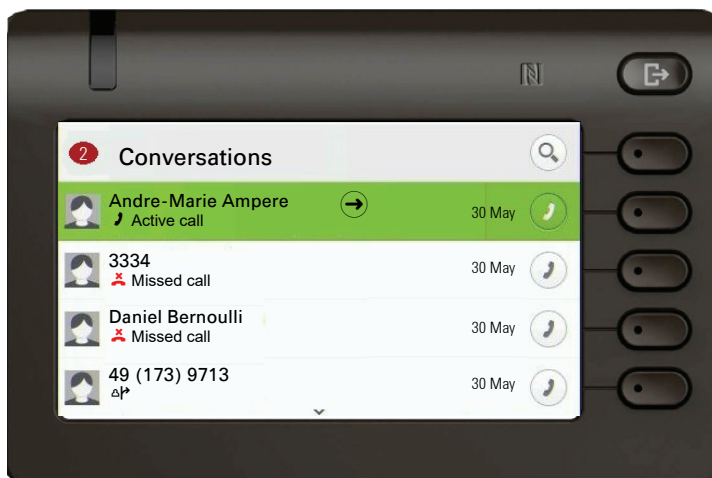 2 Conversations
Andre-Marie Ampere
Active call
30 May
3334
Missed call
30 May
Daniel Bernoulli
Missed call
30 May
49 (173) 9713
30 May